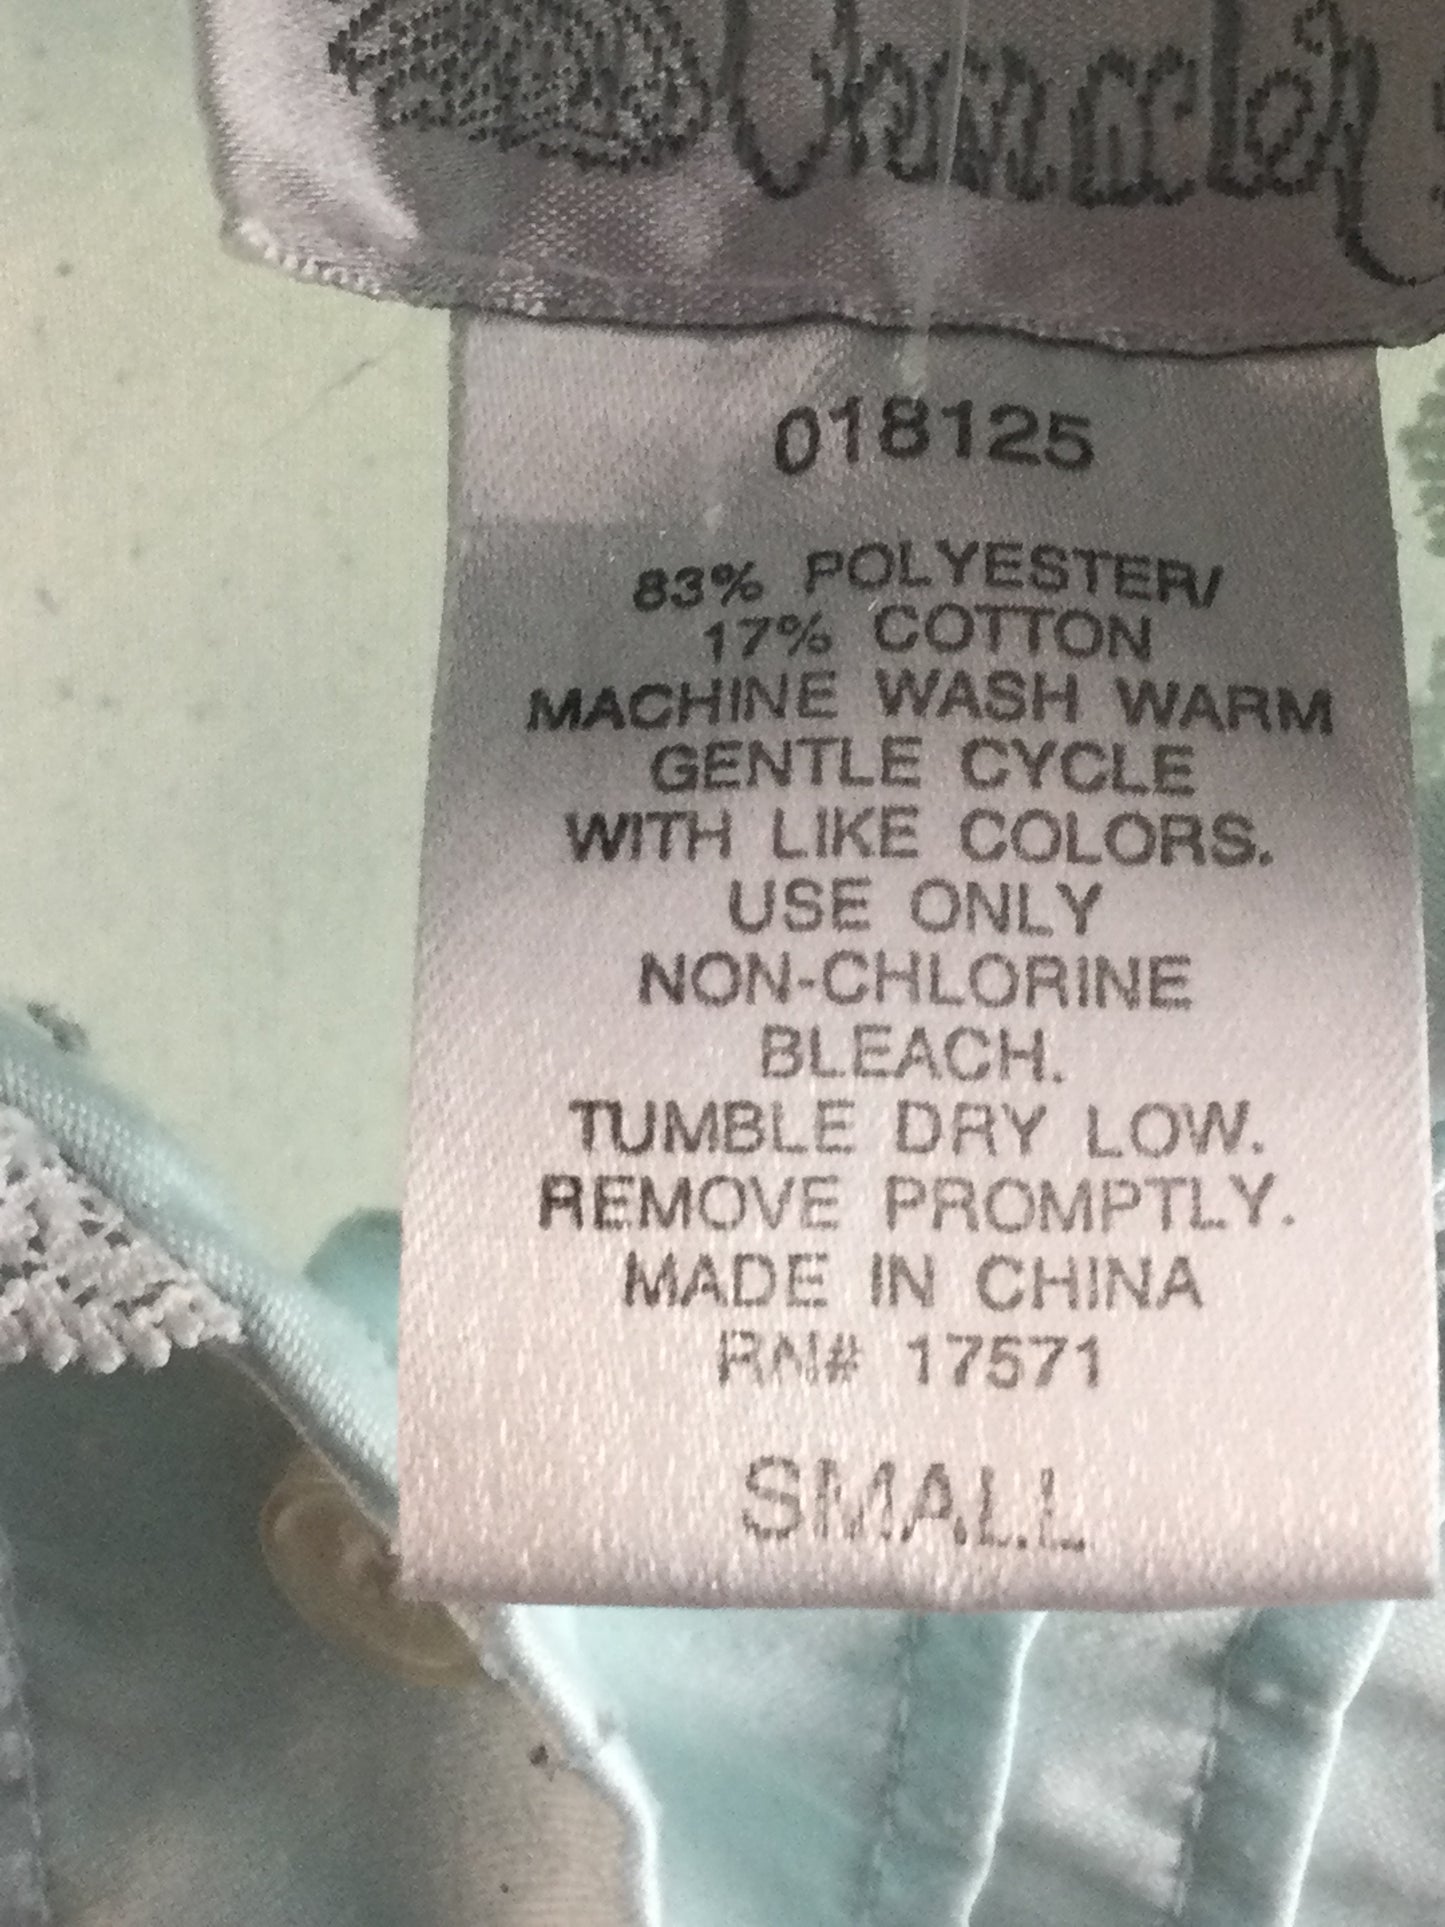 018125
83% POLYESTER/
17% COTTON
MACHINE WASH WARM
GENTLE CYCLE
WITH LIKE COLORS.
USE ONLY
NON-CHLORINE
BLEACH.
TUMBLE DRY LOW.
REMOVE PROMPTLY.
MADE IN CHINA
RN# 17571
SMALL